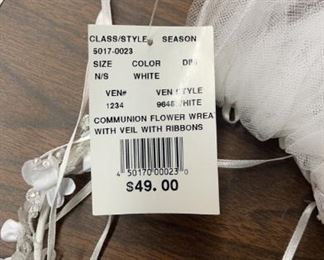 CLASS/STYLE SEASON
5017-0023
SIZE COLOR
N/S WHITE
VEN# VEN STYLE
1234 9645 WHITE
COMMUNION FLOWER WREA
WITH VEIL WITH RIBBONS
4 50170 00023 0
$49.00